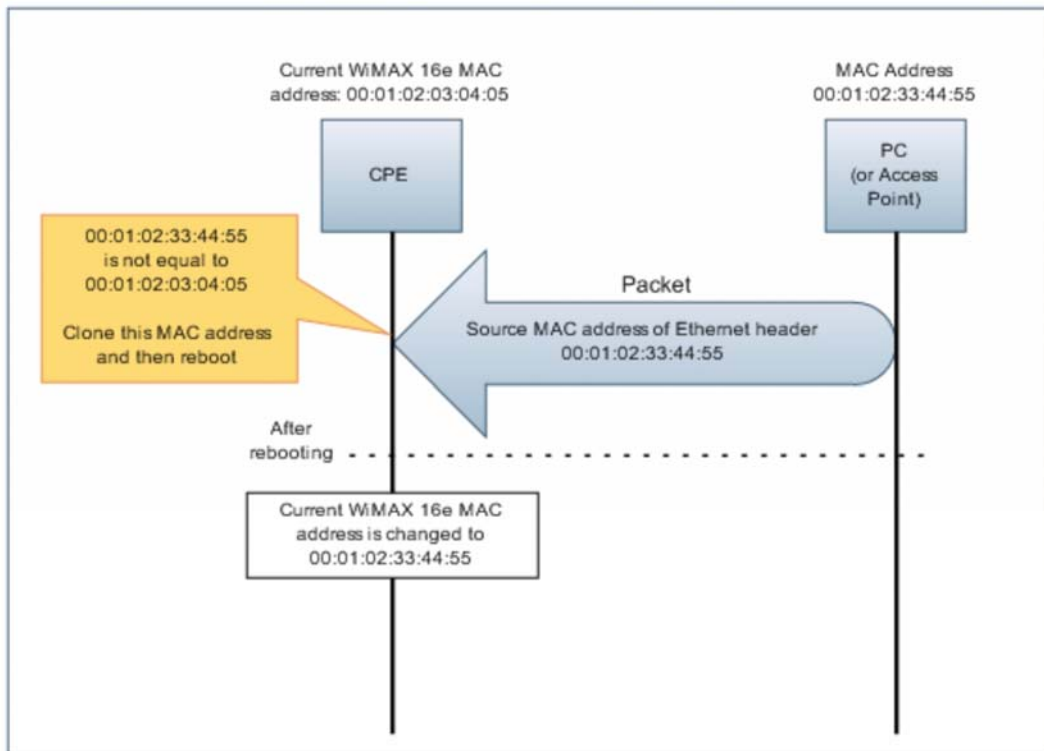 Current WiMAX 16e MAC
address: 00:01:02:03:04:05
MAC Address
00:01:02:33:44:55
CPE
PC
(or Access
Point)
00:01:02:33:44:55
is not equal to
00:01:02:03:04:05
Clone this MAC address
and then reboot
Packet
Source MAC address of Ethernet header
00:01:02:33:44:55
After
rebooting
Current WiMAX 16e MAC
address is changed to
00:01:02:33:44:55